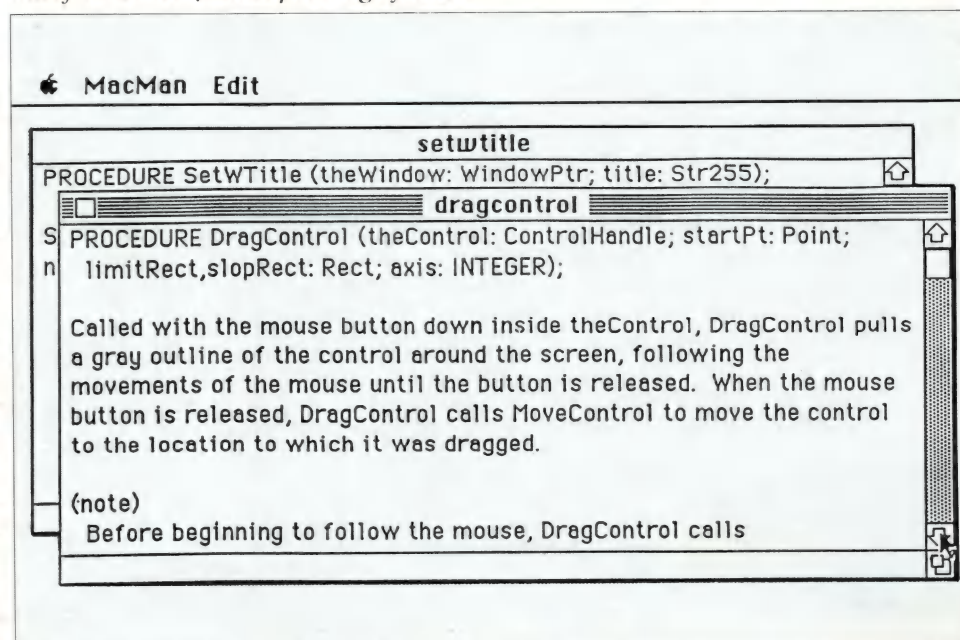 MacMan Edit
setwtitle
PROCEDURE SetWTitle (theWindow: WindowPtr; title: Str255);
dragcontrol
S PROCEDURE DragControl (theControl: ControlHandle; startPt: Point;
n limitRect,slopRect: Rect; axis: INTEGER);
Called with the mouse button down inside theControl, DragControl pulls
a gray outline of the control around the screen, following the
movements of the mouse until the button is released. When the mouse
button is released, DragControl calls MoveControl to move the control
to the location to which it was dragged.
(note)
Before beginning to follow the mouse, DragControl calls